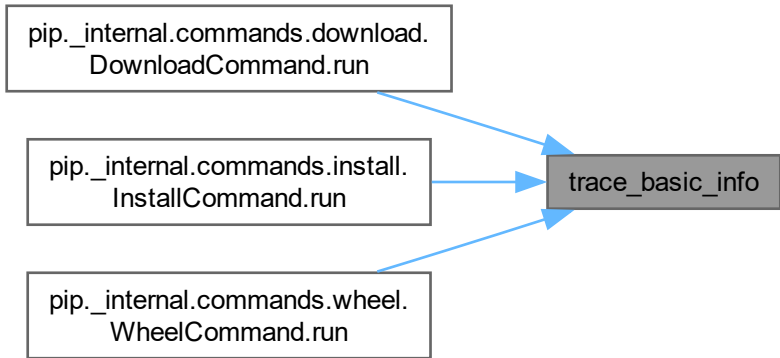 pip._internal.commands.download.
DownloadCommand.run
pip._internal.commands.install.
InstallCommand.run
trace_basic_info
pip._internal.commands.wheel.
WheelCommand.run